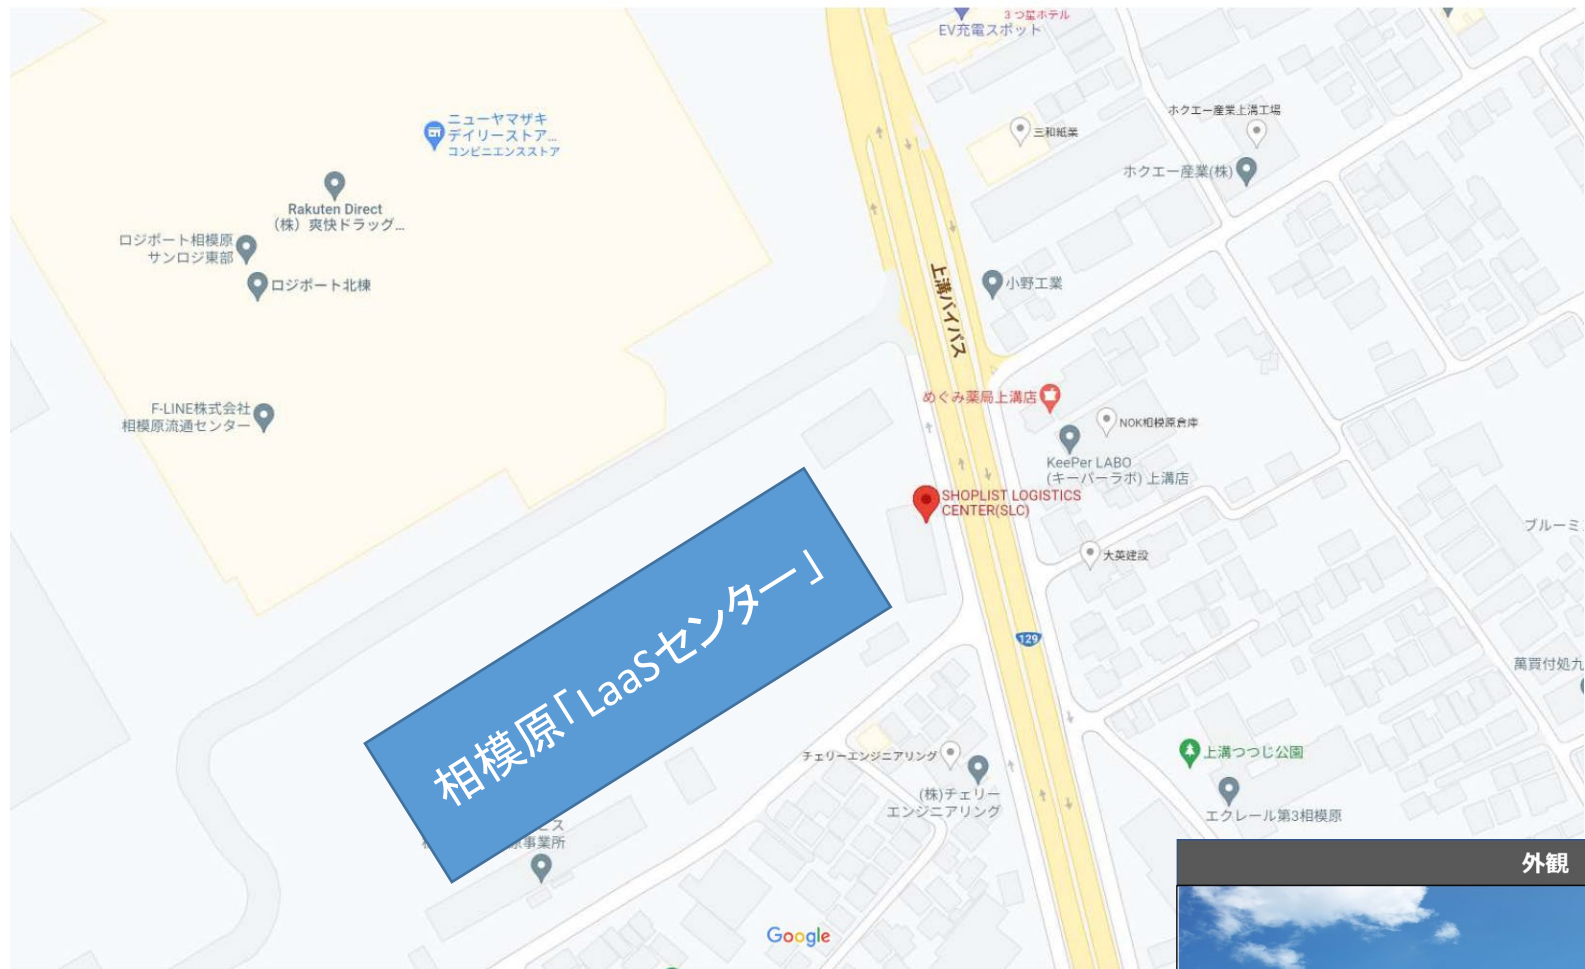 3つ星ホテル
EV充電スポット
ニューヤマザキ
デイリーストア...
コンビニエンスストア
三和紙業
ホクエー産業上溝工場
ホクエー産業(株)
Rakuten Direct
(株) 爽快ドラッグ...
ロジポート相模原
サンロジ東部
ロジポート北棟
小野工業
上溝バイパス
めぐみ薬局上溝店
NOK相模原倉庫
F-LINE株式会社
相模原流通センター
KeePer LABO
(キーパーラボ) 上溝店
SHOPLIST LOGISTICS
CENTER(SLC)
ブルーミ
大英建設
相模原「LaaSセンター」
129
萬買付処九
チェリーエンジニアリング
(株)チェリー
エンジニアリング
上溝つつじ公園
エクレール第3相模原
ビス
原事業所
外観
Google